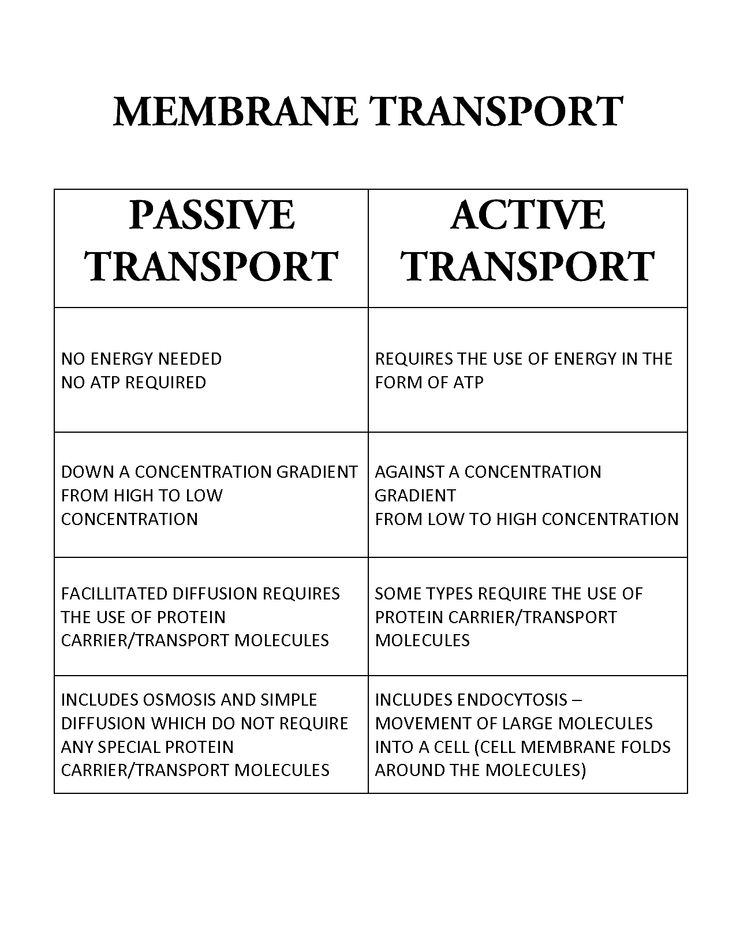 MEMBRANE TRANSPORT
PASSIVE
TRANSPORT
ACTIVE
TRANSPORT
NO ENERGY NEEDED
NO ATP REQUIRED
REQUIRES THE USE OF ENERGY IN THE
FORM OF ATP
DOWN A CONCENTRATION GRADIENT
FROM HIGH TO LOW
CONCENTRATION
AGAINST A CONCENTRATION
GRADIENT
FROM LOW TO HIGH CONCENTRATION
FACILLITATED DIFFUSION REQUIRES
THE USE OF PROTEIN
CARRIER/TRANSPORT MOLECULES
SOME TYPES REQUIRE THE USE OF
PROTEIN CARRIER/TRANSPORT
MOLECULES
INCLUDES OSMOSIS AND SIMPLE
DIFFUSION WHICH DO NOT REQUIRE
ANY SPECIAL PROTEIN
CARRIER/TRANSPORT MOLECULES
INCLUDES ENDOCYTOSIS –
MOVEMENT OF LARGE MOLECULES
INTO A CELL (CELL MEMBRANE FOLDS
AROUND THE MOLECULES)